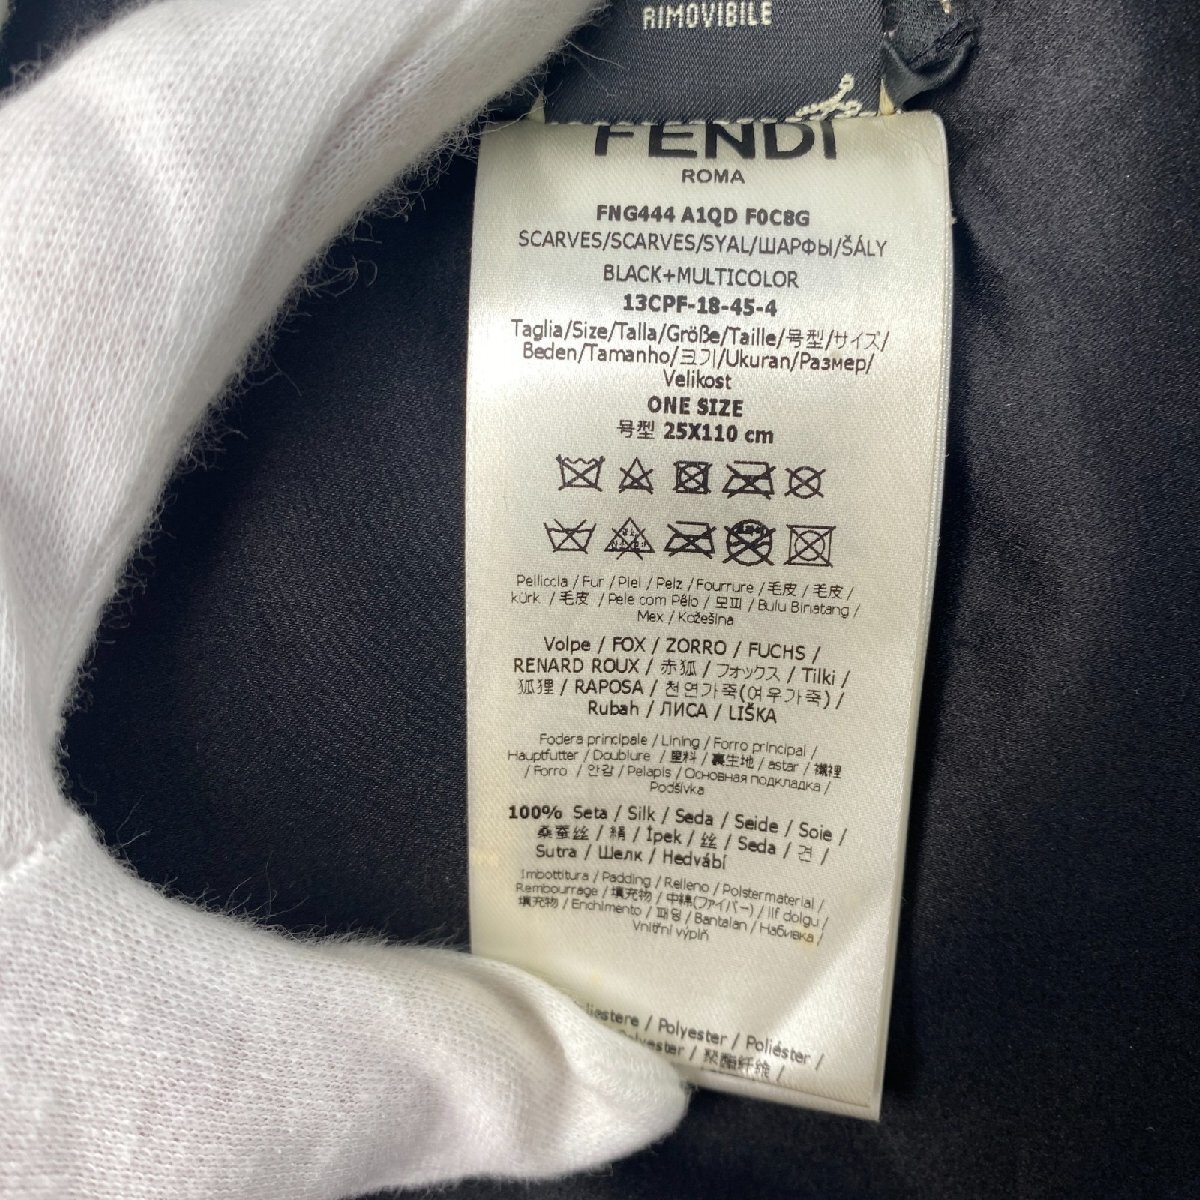 RIMOVIBILE
FENDI
ROMA
FNG444 A1QD F0C8G
SCARVES/SCARVES/SYAL/ШАРФЫ/ŠÁLY
BLACK+MULTICOLOR
13CPF-18-45-4
Taglia/Size/Talla/Größe/Taille/号型/サイズ/
Beden/Tamanho/크기/Ukuran/Размер/
Velikost
ONE SIZE
号型 25X110 cm
Pelliccia / Fur / Piel / Pelz / Fourrure / 毛皮 / 毛皮 /
kürk / 毛皮 / Pele com Pêlo / 모피 / Bulu Binatang /
Mex / Kožešina
Volpe / FOX / ZORRO / FUCHS /
RENARD ROUX / 赤狐 / フォックス / Tilki /
狐狸 / RAPOSA / 천연가죽(여우가죽) /
Rubah / ЛИСА / LIŠKA
Fodera principale / Lining / Forro principal /
Hauptfutter / Doublure / 里料 / 裏生地 / astar / 襯裡
/ Forro / 안감 / Pelapis / Основная подкладка /
Podšívka
100% Seta / Silk / Seda / Seide / Soie /
桑蚕丝 / 絹 / İpek / 丝 / Seda / 견 /
Sutra / Шелк / Hedvábí
Imbottitura / Padding / Relleno / Polstermaterial /
Rembourrage / 填充物 / 中綿(ファイバー) / lif dolgu /
填充物 / Enchimento / 패딩 / Bantalan / Набивка /
Vnitřní výplň
/ Polyester / Poliéster /
/ 聚酯纤维 /